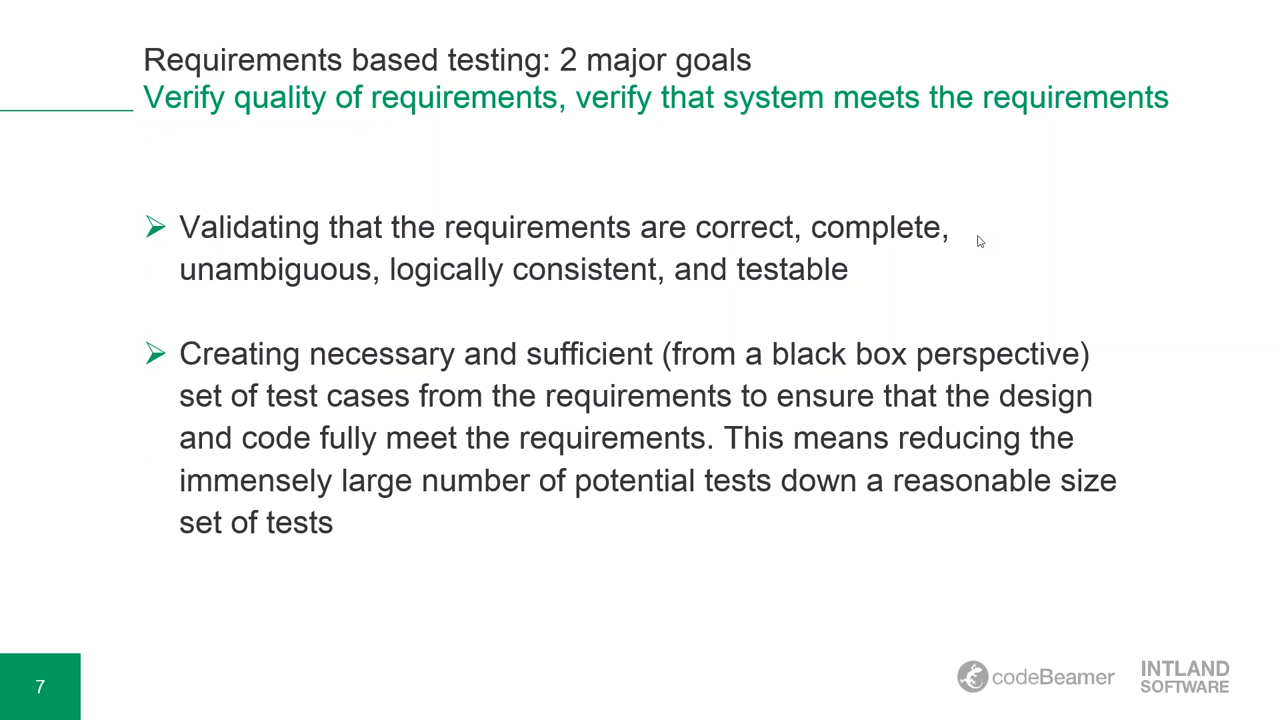 Requirements based testing: 2 major goals
Verify quality of requirements, verify that system meets the requirements
Validating that the requirements are correct, complete,
unambiguous, logically consistent, and testable
Creating necessary and sufficient (from a black box perspective)
set of test cases from the requirements to ensure that the design
and code fully meet the requirements. This means reducing the
immensely large number of potential tests down a reasonable size
set of tests
7
codeBeamer
INTLAND
SOFTWARE